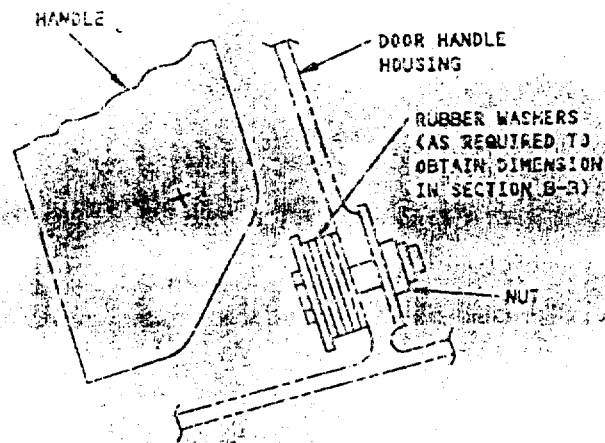 HANDLE
DOOR HANDLE
HOUSING
RUBBER WASHERS
(AS REQUIRED TO
OBTAIN DIMENSION
IN SECTION B-B)
NUT